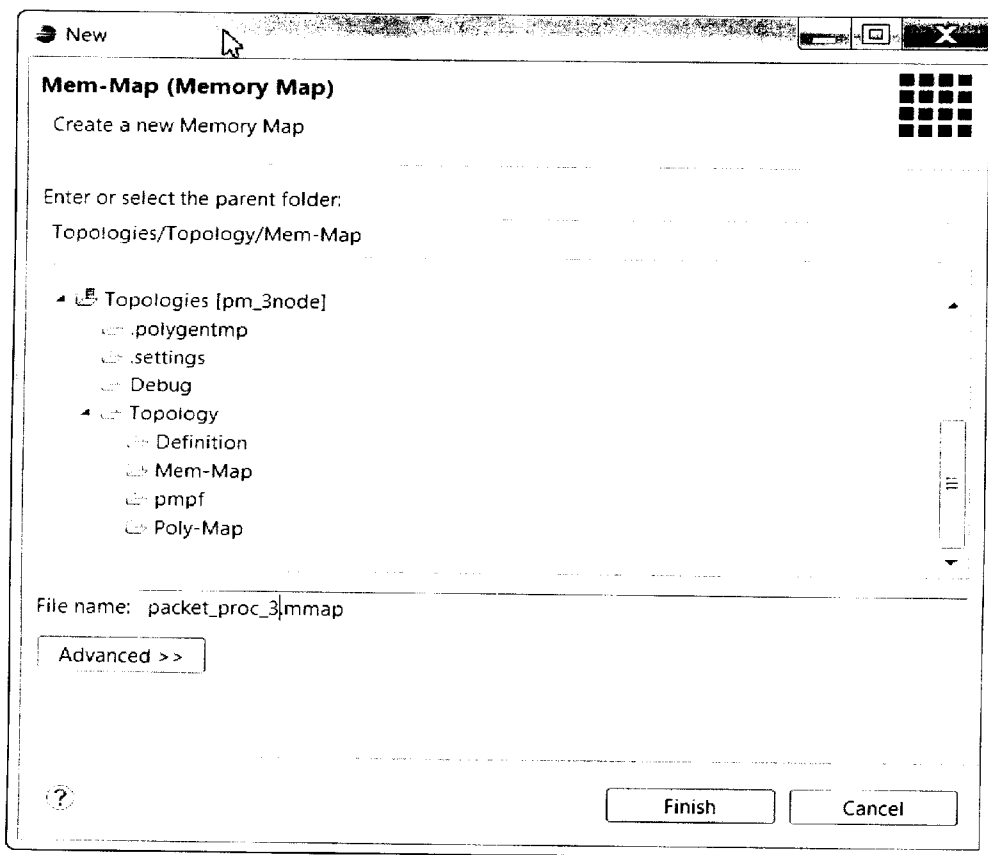 New
Mem-Map (Memory Map)
Create a new Memory Map
Enter or select the parent folder:
Topologies/Topology/Mem-Map
Topologies [pm_3node]
.polygentmp
.settings
Debug
Topology
Definition
Mem-Map
pmpf
Poly-Map
File name: packet_proc_3.mmap
Advanced >>
?
Finish Cancel